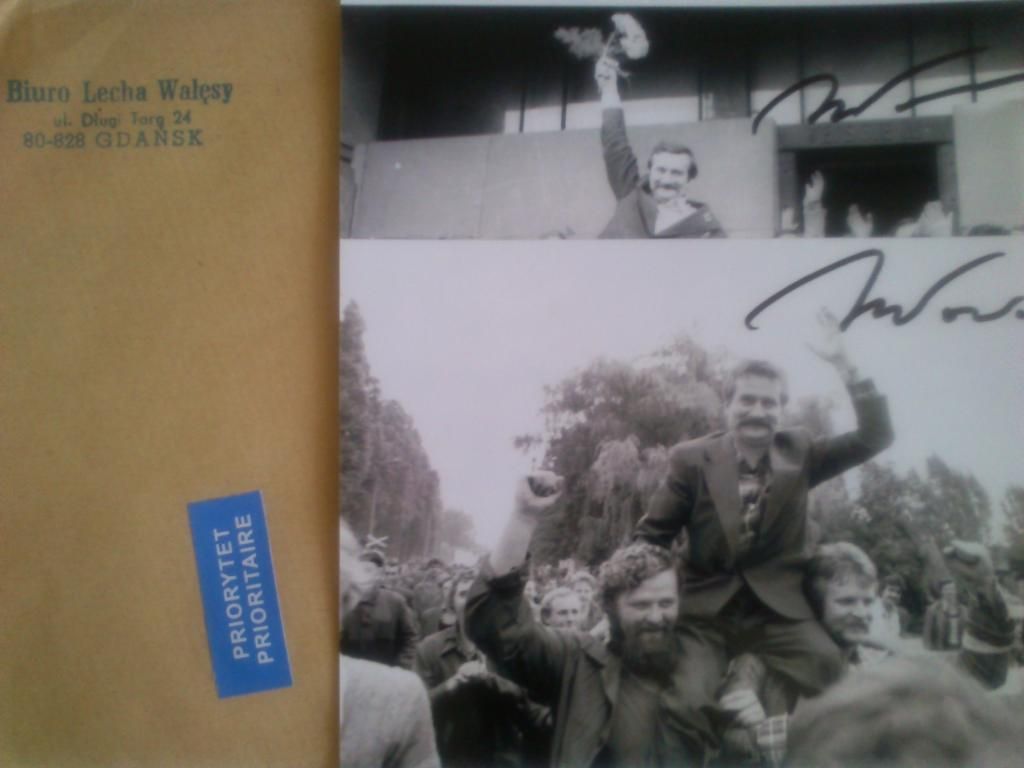 Biuro Lecha Wałęsy
ul. Długi Targ 24
80-828 GDAŃSK
PRIORYTET
PRIORITAIRE